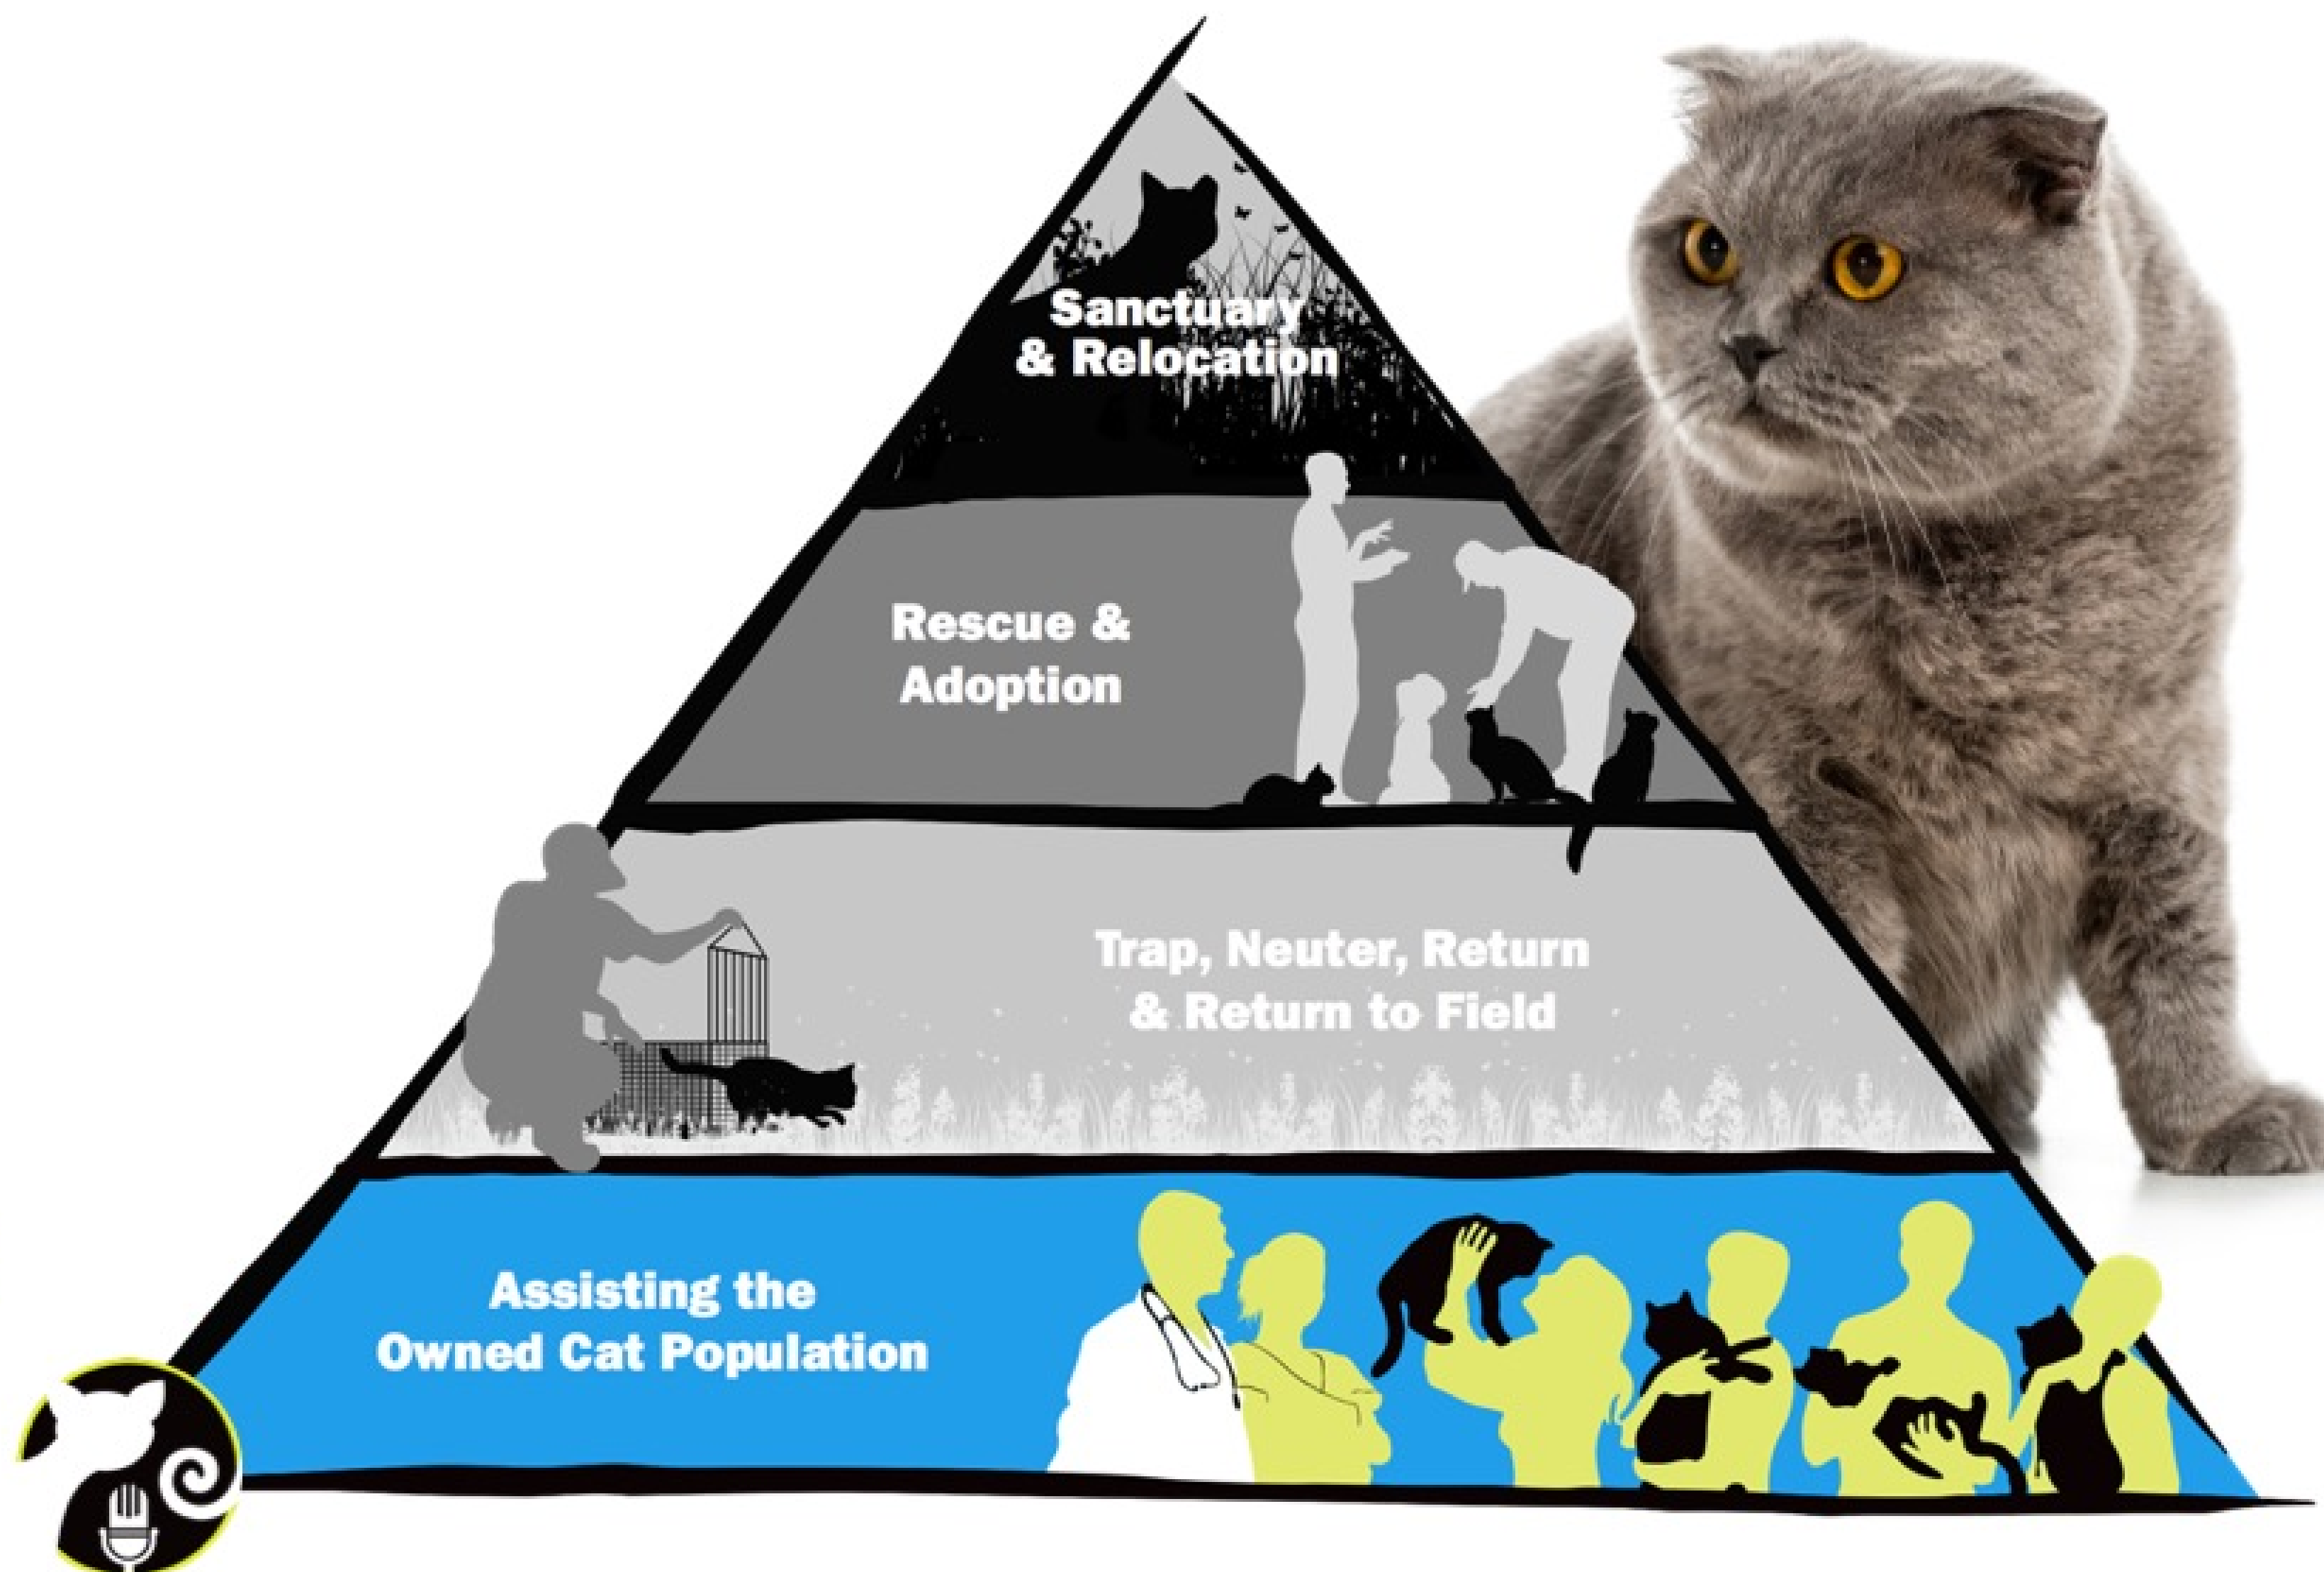 Sanctuary
& Relocation
Rescue &
Adoption
Trap, Neuter, Return
& Return to Field
Assisting the
Owned Cat Population